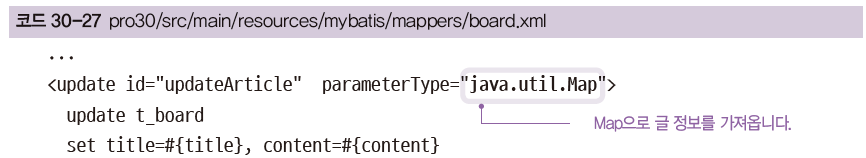 코드 30-27 pro30/src/main/resources/mybatis/mappers/board.xml
...
<update id="updateArticle" parameterType="java.util.Map">
update t_board
Map으로 글 정보를 가져옵니다.
set title=#{title}, content=#{content}